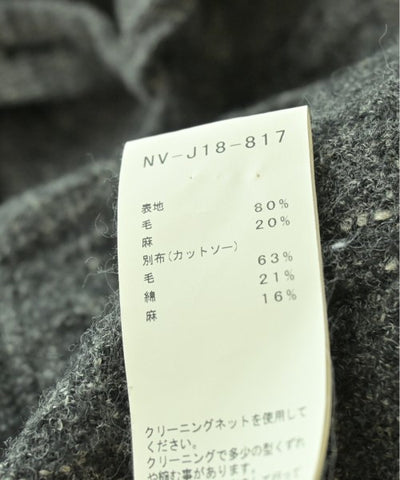 NV-J18-817
表地
毛 80%
麻 20%
別布(カットソー)
毛 63%
綿 21%
麻 16%
クリーニングネットを使用して
ください。
クリーニングで多少の型くずれ
や縮む事があります。